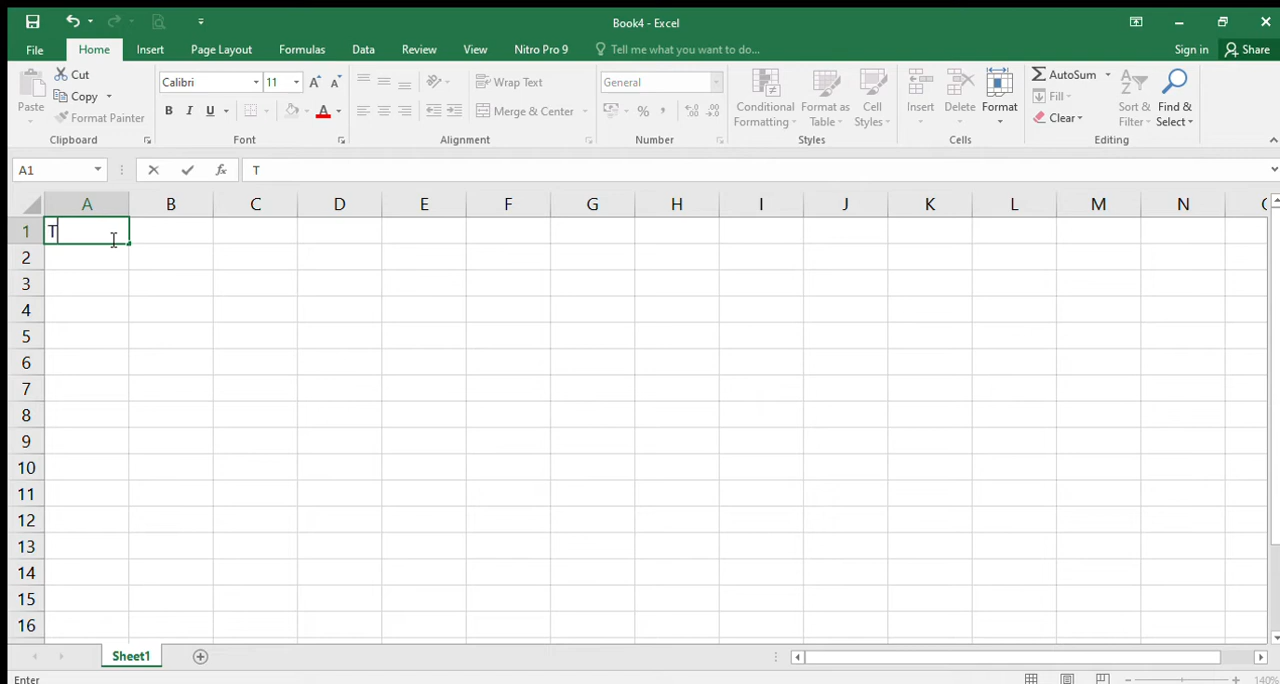 Book4 - Excel
File Home Insert Page Layout Formulas Data Review View Nitro Pro 9 Tell me what you want to do... Sign in Share
Paste Cut Copy Format Painter Clipboard
Calibri 11 B I U Font
Wrap Text Merge & Center Alignment
General % , Number
Conditional Formatting Format as Table Cell Styles Styles
Insert Delete Format Cells
AutoSum Fill Clear Sort & Filter Find & Select Editing
A1 fx T
A B C D E F G H I J K L M N
1 T
2
3
4
5
6
7
8
9
10
11
12
13
14
15
16
Sheet1
Enter 140%